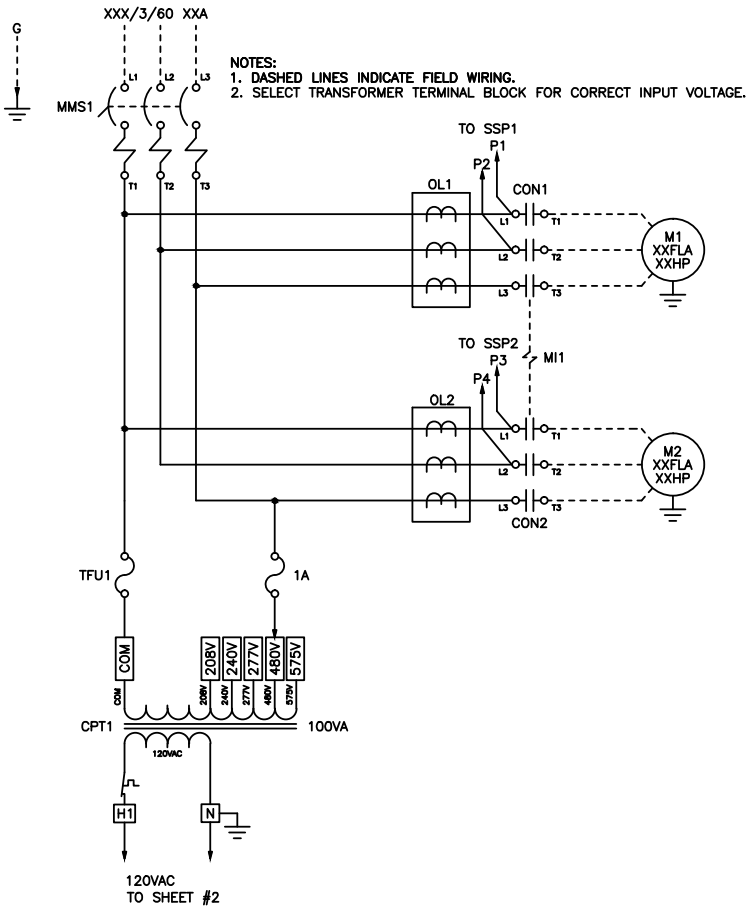 XXX/3/60 XXA
G
NOTES:
1. DASHED LINES INDICATE FIELD WIRING.
2. SELECT TRANSFORMER TERMINAL BLOCK FOR CORRECT INPUT VOLTAGE.
L1 L2 L3
MMS1
T1 T2 T3
TO SSP1
P1
P2
OL1
CON1
L1 T1
L2 T2
L3 T3
M1
XXFLA
XXHP
MI1
TO SSP2
P3
P4
OL2
L1 T1
L2 T2
L3 T3
CON2
M2
XXFLA
XXHP
TFU1
1A
COM 208V 240V 277V 480V 575V
COM 208V 240V 277V 480V 575V
CPT1
100VA
120VAC
H1
N
120VAC
TO SHEET #2